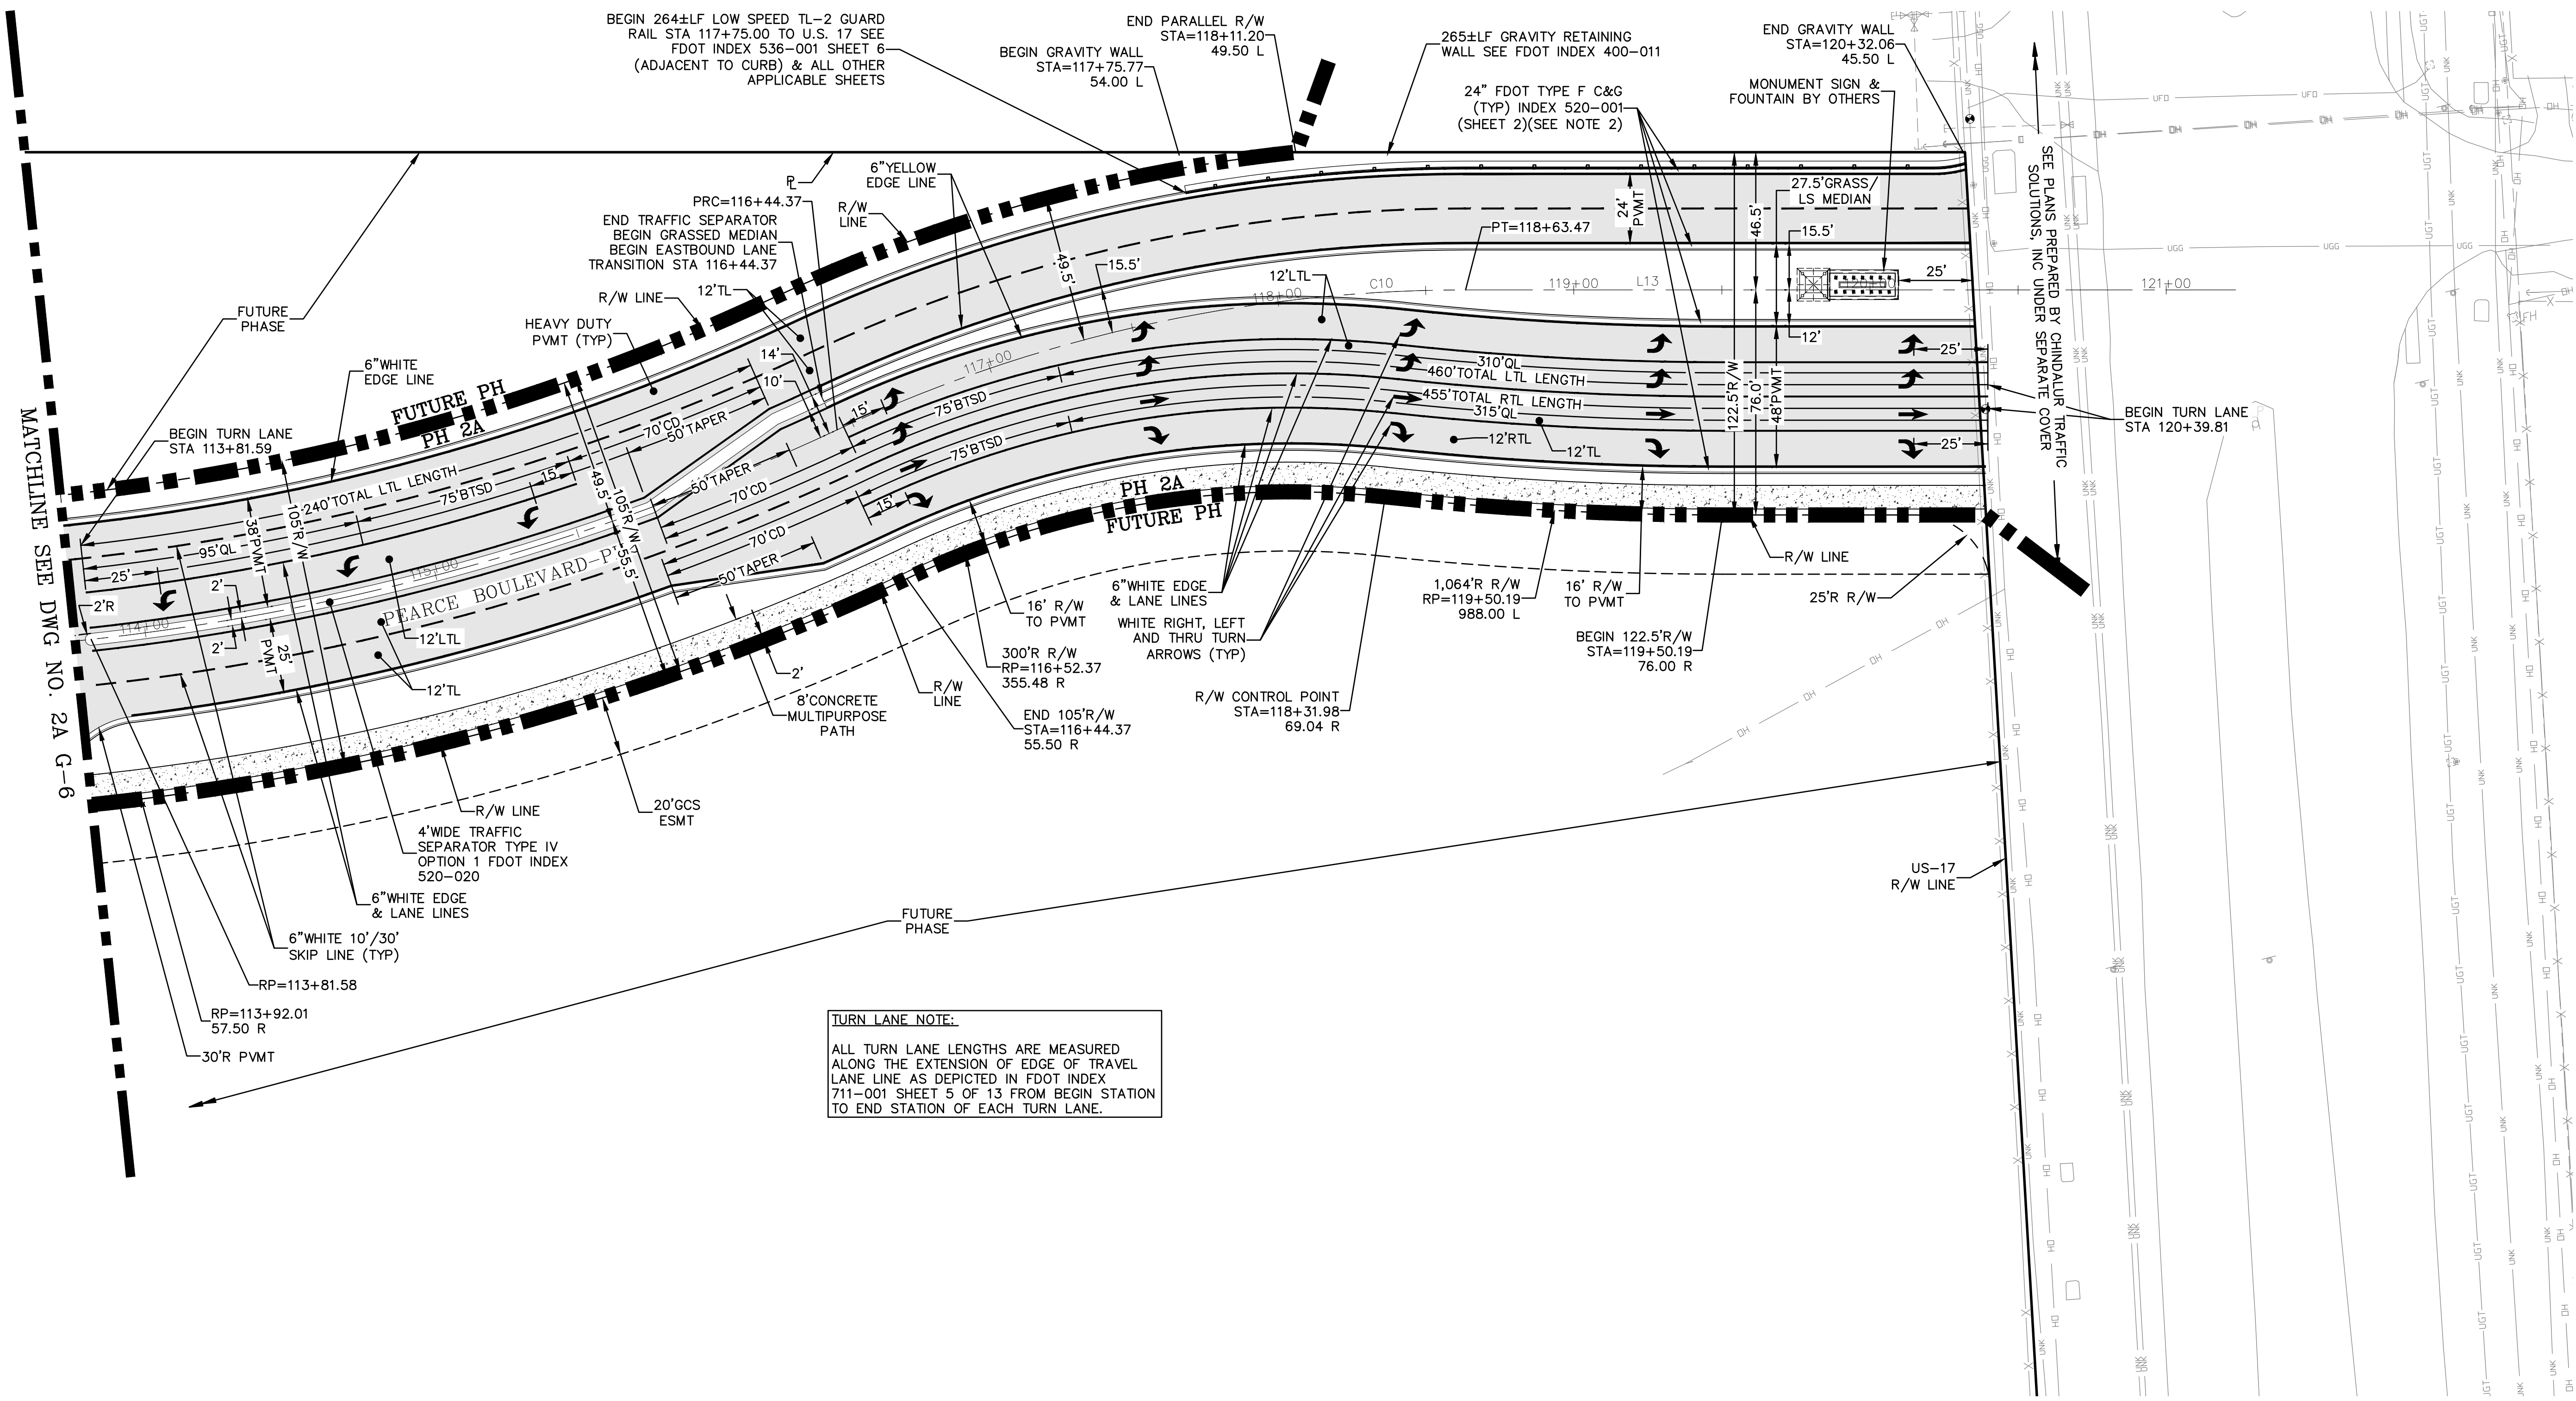 BEGIN 264±LF LOW SPEED TL-2 GUARD
RAIL STA 117+75.00 TO U.S. 17 SEE
FDOT INDEX 536-001 SHEET 6
(ADJACENT TO CURB) & ALL OTHER
APPLICABLE SHEETS
BEGIN GRAVITY WALL
STA=117+75.77
54.00 L
END PARALLEL R/W
STA=118+11.20
49.50 L
265±LF GRAVITY RETAINING
WALL SEE FDOT INDEX 400-011
24" FDOT TYPE F C&G
(TYP) INDEX 520-001
(SHEET 2)(SEE NOTE 2)
END GRAVITY WALL
STA=120+32.06
45.50 L
MONUMENT SIGN &
FOUNTAIN BY OTHERS
SEE PLANS PREPARED BY CHINDALUR TRAFFIC
SOLUTIONS, INC UNDER SEPARATE COVER
PL
PRC=116+44.37
END TRAFFIC SEPARATOR
BEGIN GRASSED MEDIAN
BEGIN EASTBOUND LANE
TRANSITION STA 116+44.37
6"YELLOW
EDGE LINE
R/W
LINE
R/W LINE
12'TL
HEAVY DUTY
PVMT (TYP)
FUTURE
PHASE
6"WHITE
EDGE LINE
FUTURE PH
PH 2A
BEGIN TURN LANE
STA 113+81.59
MATCHLINE SEE DWG NO. 2A G-6
49.5'
15.5'
12'LTL
PT=118+63.47
24'
PVMT
46.5'
27.5'GRASS/
LS MEDIAN
15.5'
25'
12'
117+00
118+00
C10
119+00
L13
120+00
121+00
14'
10'
15'
75'BTSD
70'CD
50'TAPER
240'TOTAL LTL LENGTH
75'BTSD
15'
95'QL
25'
38'PVMT
105'R/W
49.5'
105'R/W
55.5'
50'TAPER
70'CD
75'BTSD
15'
70'CD
50'TAPER
310'QL
460'TOTAL LTL LENGTH
455'TOTAL RTL LENGTH
315'QL
12'RTL
12'TL
122.5'R/W
76.0'
48'PVMT
25'
25'
BEGIN TURN LANE
STA 120+39.81
2'R
2'
2'
114+00
115+00
PEARCE BOULEVARD-P
25'
PVMT
12'LTL
12'TL
PH 2A
FUTURE PH
R/W LINE
25'R R/W
2'
8'CONCRETE
MULTIPURPOSE
PATH
R/W
LINE
16' R/W
TO PVMT
300'R R/W
RP=116+52.37
355.48 R
END 105'R/W
STA=116+44.37
55.50 R
6"WHITE EDGE
& LANE LINES
WHITE RIGHT, LEFT
AND THRU TURN
ARROWS (TYP)
R/W CONTROL POINT
STA=118+31.98
69.04 R
1,064'R R/W
RP=119+50.19
988.00 L
16' R/W
TO PVMT
BEGIN 122.5'R/W
STA=119+50.19
76.00 R
R/W LINE
4'WIDE TRAFFIC
SEPARATOR TYPE IV
OPTION 1 FDOT INDEX
520-020
20'GCS
ESMT
6"WHITE EDGE
& LANE LINES
6"WHITE 10'/30'
SKIP LINE (TYP)
RP=113+81.58
RP=113+92.01
57.50 R
30'R PVMT
FUTURE
PHASE
US-17
R/W LINE
TURN LANE NOTE:
ALL TURN LANE LENGTHS ARE MEASURED
ALONG THE EXTENSION OF EDGE OF TRAVEL
LANE LINE AS DEPICTED IN FDOT INDEX
711-001 SHEET 5 OF 13 FROM BEGIN STATION
TO END STATION OF EACH TURN LANE.